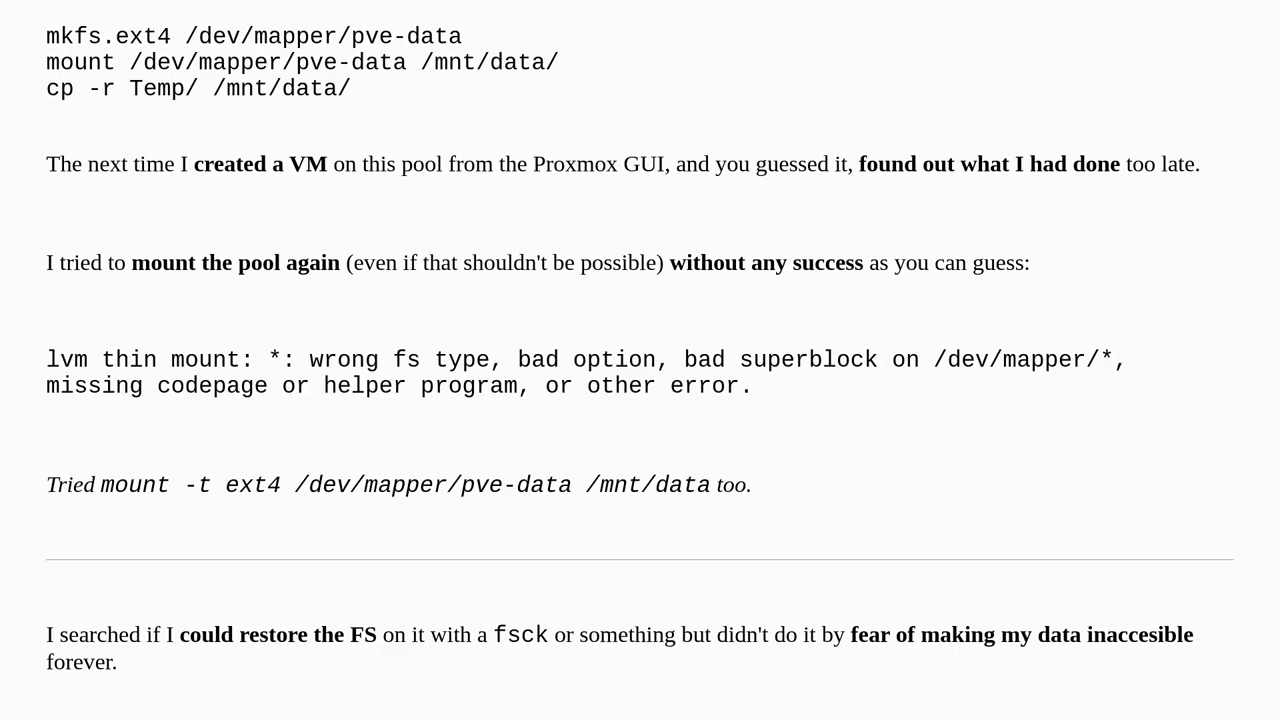 mkfs.ext4 /dev/mapper/pve-data
mount /dev/mapper/pve-data /mnt/data/
cp -r Temp/ /mnt/data/
The next time I created a VM on this pool from the Proxmox GUI, and you guessed it, found out what I had done too late.
I tried to mount the pool again (even if that shouldn't be possible) without any success as you can guess:
lvm thin mount: *: wrong fs type, bad option, bad superblock on /dev/mapper/*,
missing codepage or helper program, or other error.
Tried mount -t ext4 /dev/mapper/pve-data /mnt/data too.
I searched if I could restore the FS on it with a fsck or something but didn't do it by fear of making my data inaccesible
forever.